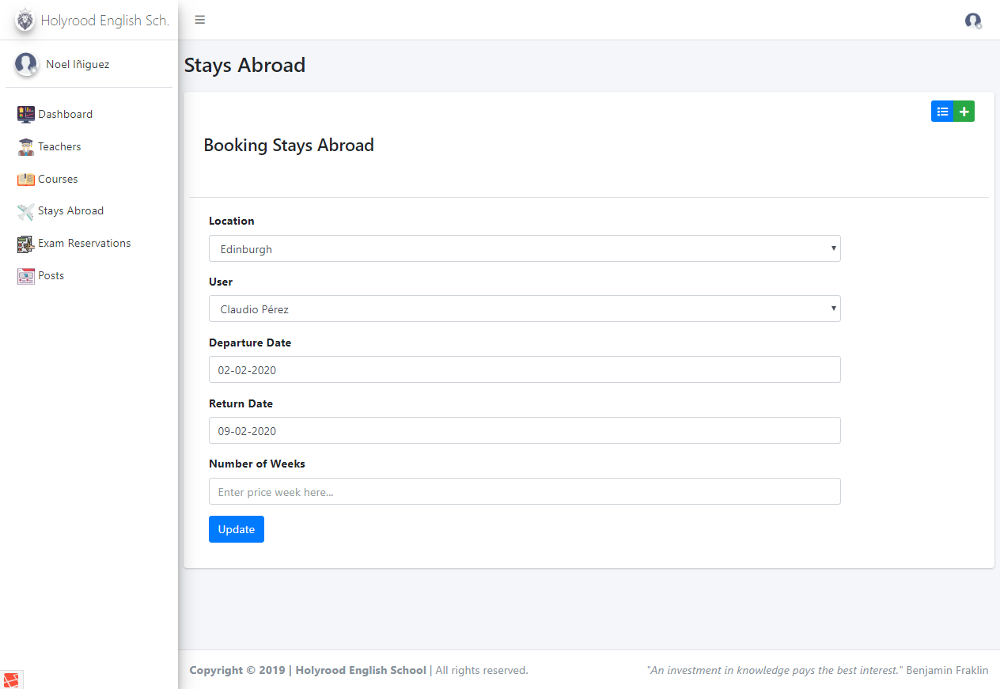 Holyrood English Sch.
Noel Iñiguez
Dashboard
Teachers
Courses
Stays Abroad
Exam Reservations
Posts
Stays Abroad
Booking Stays Abroad
Location
Edinburgh
User
Claudio Pérez
Departure Date
02-02-2020
Return Date
09-02-2020
Number of Weeks
Enter price week here...
Update
Copyright © 2019 | Holyrood English School | All rights reserved.
"An investment in knowledge pays the best interest." Benjamin Fraklin